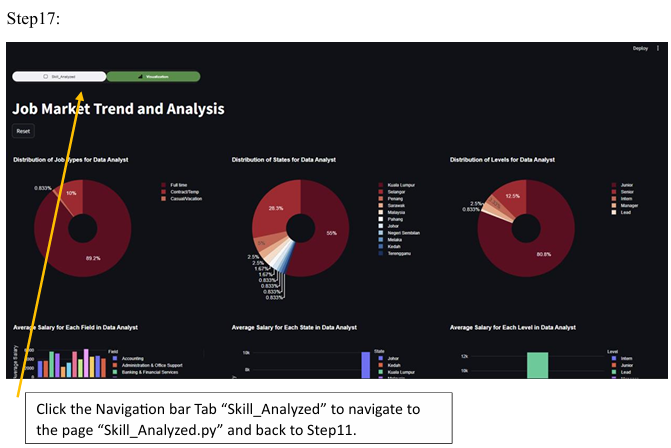 Step17:
Deploy
Skill_Analyzed
Visualization
Job Market Trend and Analysis
Reset
Distribution of Job Types for Data Analyst
0.833%
10%
89.2%
Full time
Contract/Temp
Casual/Vacation
Distribution of States for Data Analyst
28.3%
55%
5%
2.5%
2.5%
1.67%
1.67%
0.833%
0.833%
0.833%
0.833%
Kuala Lumpur
Selangor
Penang
Sarawak
Malaysia
Pahang
Johor
Negeri Sembilan
Melaka
Kedah
Terengganu
Distribution of Levels for Data Analyst
12.5%
2.5%
0.833%
80.8%
Junior
Senior
Intern
Manager
Lead
Average Salary for Each Field in Data Analyst
Average Salary
Field
Accounting
Administration & Office Support
Banking & Financial Services
Average Salary for Each State in Data Analyst
10k
8k
State
Johor
Kedah
Kuala Lumpur
Average Salary for Each Level in Data Analyst
12k
10k
Level
Intern
Junior
Lead
Click the Navigation bar Tab “Skill_Analyzed” to navigate to
the page “Skill_Analyzed.py” and back to Step11.